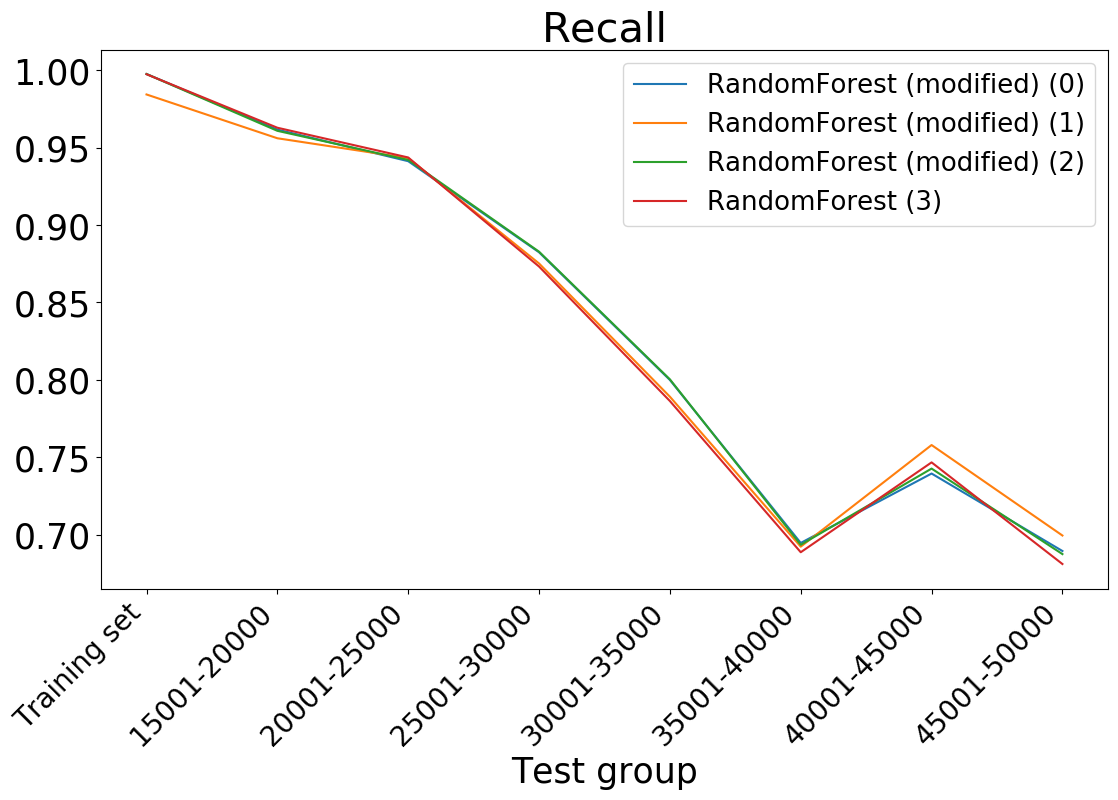 Recall
1.00
0.95
0.90
0.85
0.80
0.75
0.70
RandomForest (modified) (0)
RandomForest (modified) (1)
RandomForest (modified) (2)
RandomForest (3)
Training set
15001-20000
20001-25000
25001-30000
30001-35000
35001-40000
40001-45000
45001-50000
Test group